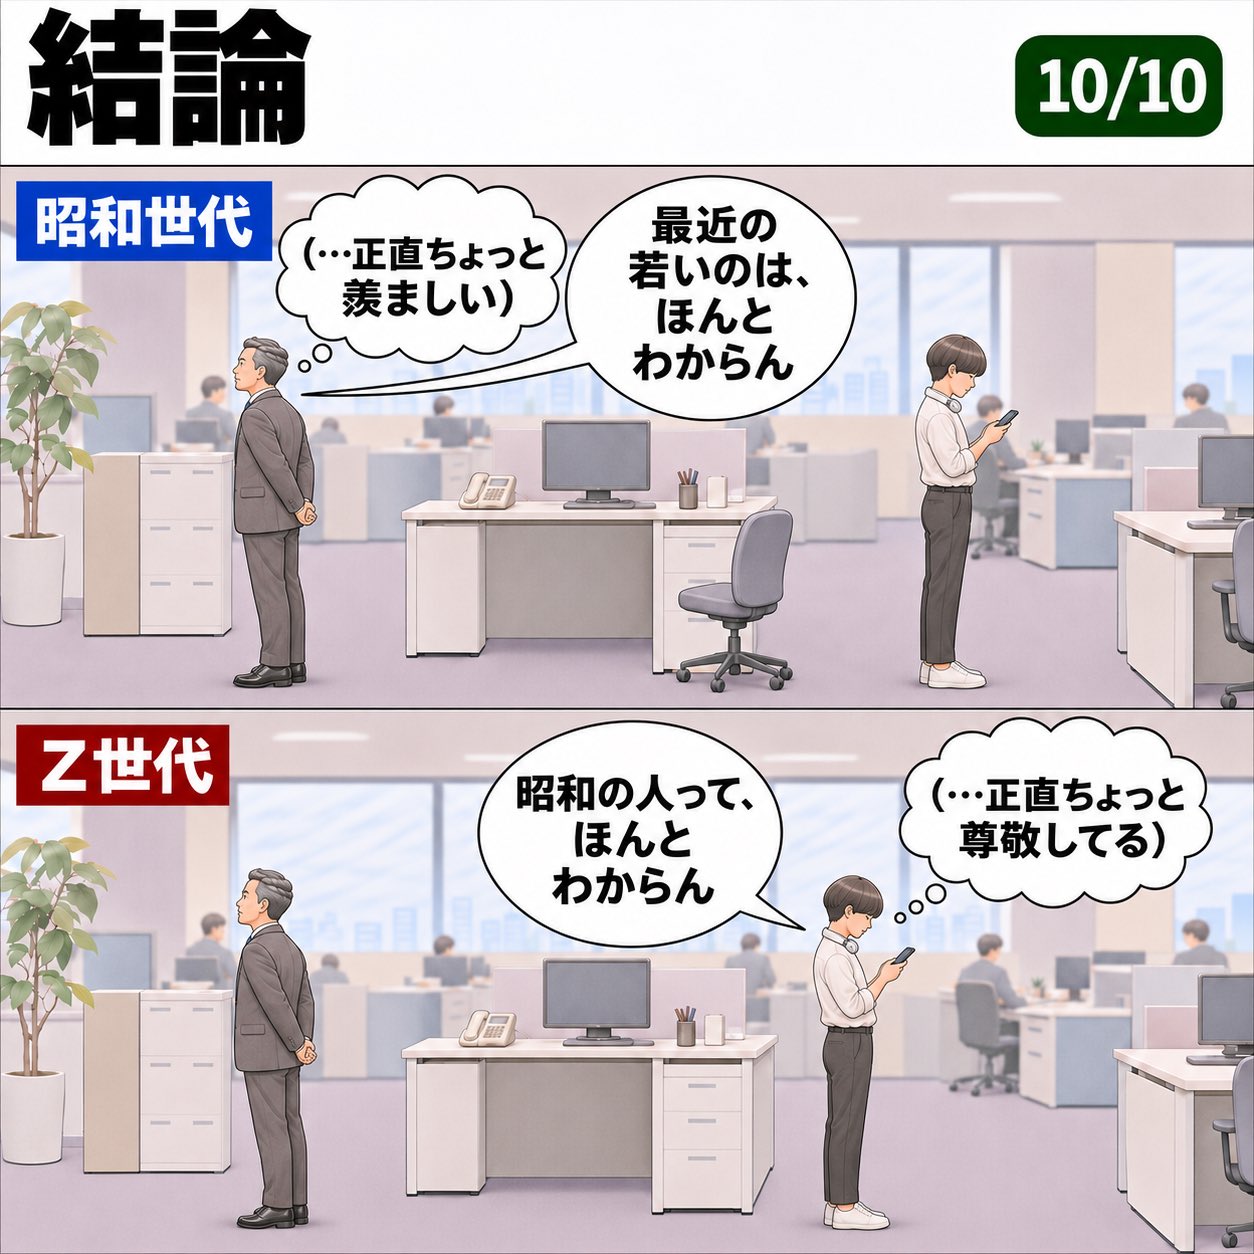 結論
10/10
昭和世代
(…正直ちょっと
羨ましい)
最近の
若いのは、
ほんと
わからん
Z世代
昭和の人って、
ほんと
わからん
(…正直ちょっと
尊敬してる)